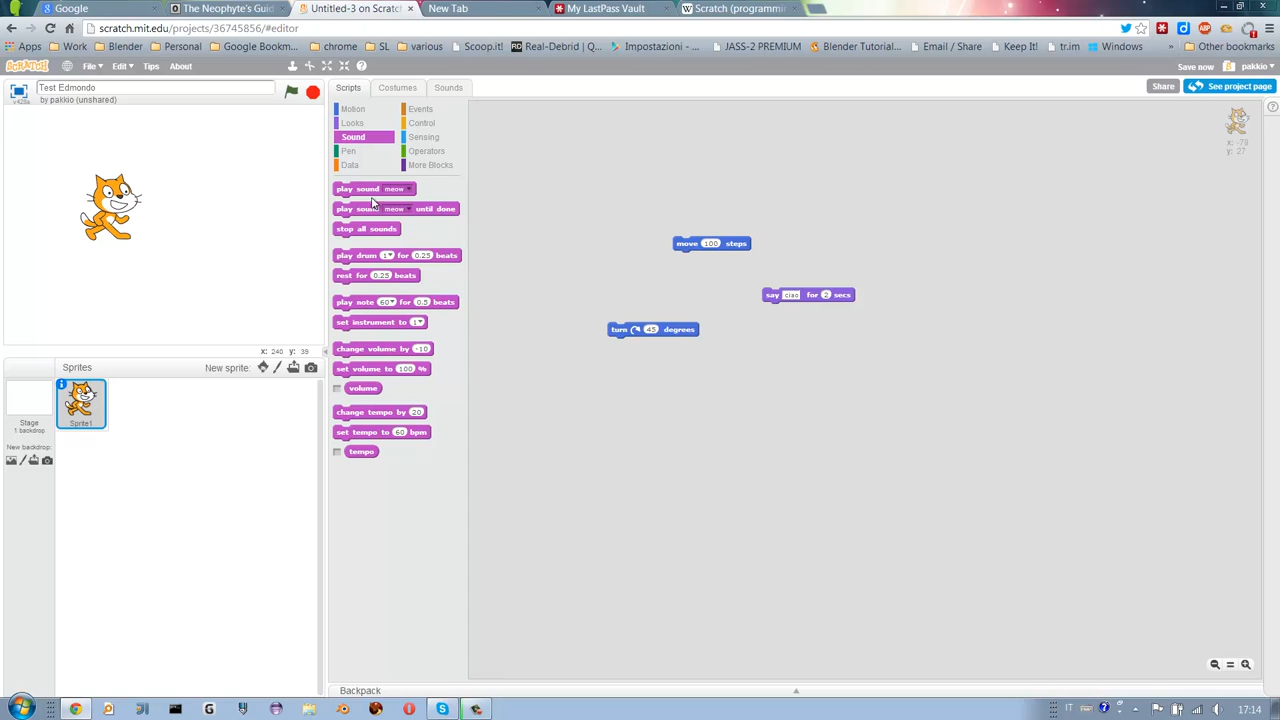 Google
The Neophyte's Guid
Untitled-3 on Scratch
New Tab
My LastPass Vault
Scratch (programmin
scratch.mit.edu/projects/36745856/#editor
Apps Work Blender Personal Google Bookm... chrome SL various Scoop.it! Real-Debrid | Q... Impostazioni - ... JASS-2 PREMIUM Blender Tutorial... Email / Share Keep It! tr.im Windows » Other bookmarks
SCRATCH File Edit Tips About Save now pakkio
Test Edmondo
by pakkio (unshared)
v429a
Scripts Costumes Sounds
Share See project page
Motion Events
Looks Control
Sound Sensing
Pen Operators
Data More Blocks
x: -78
y: 27
play sound meow
play sound meow until done
stop all sounds
play drum 1 for 0.25 beats
rest for 0.25 beats
play note 60 for 0.5 beats
set instrument to 1
change volume by -10
set volume to 100 %
volume
change tempo by 20
set tempo to 60 bpm
tempo
move 100 steps
say ciao for 2 secs
turn 45 degrees
x: 240 y: 39
Sprites New sprite:
Sprite1
Stage
1 backdrop
New backdrop:
Backpack
IT 17:14